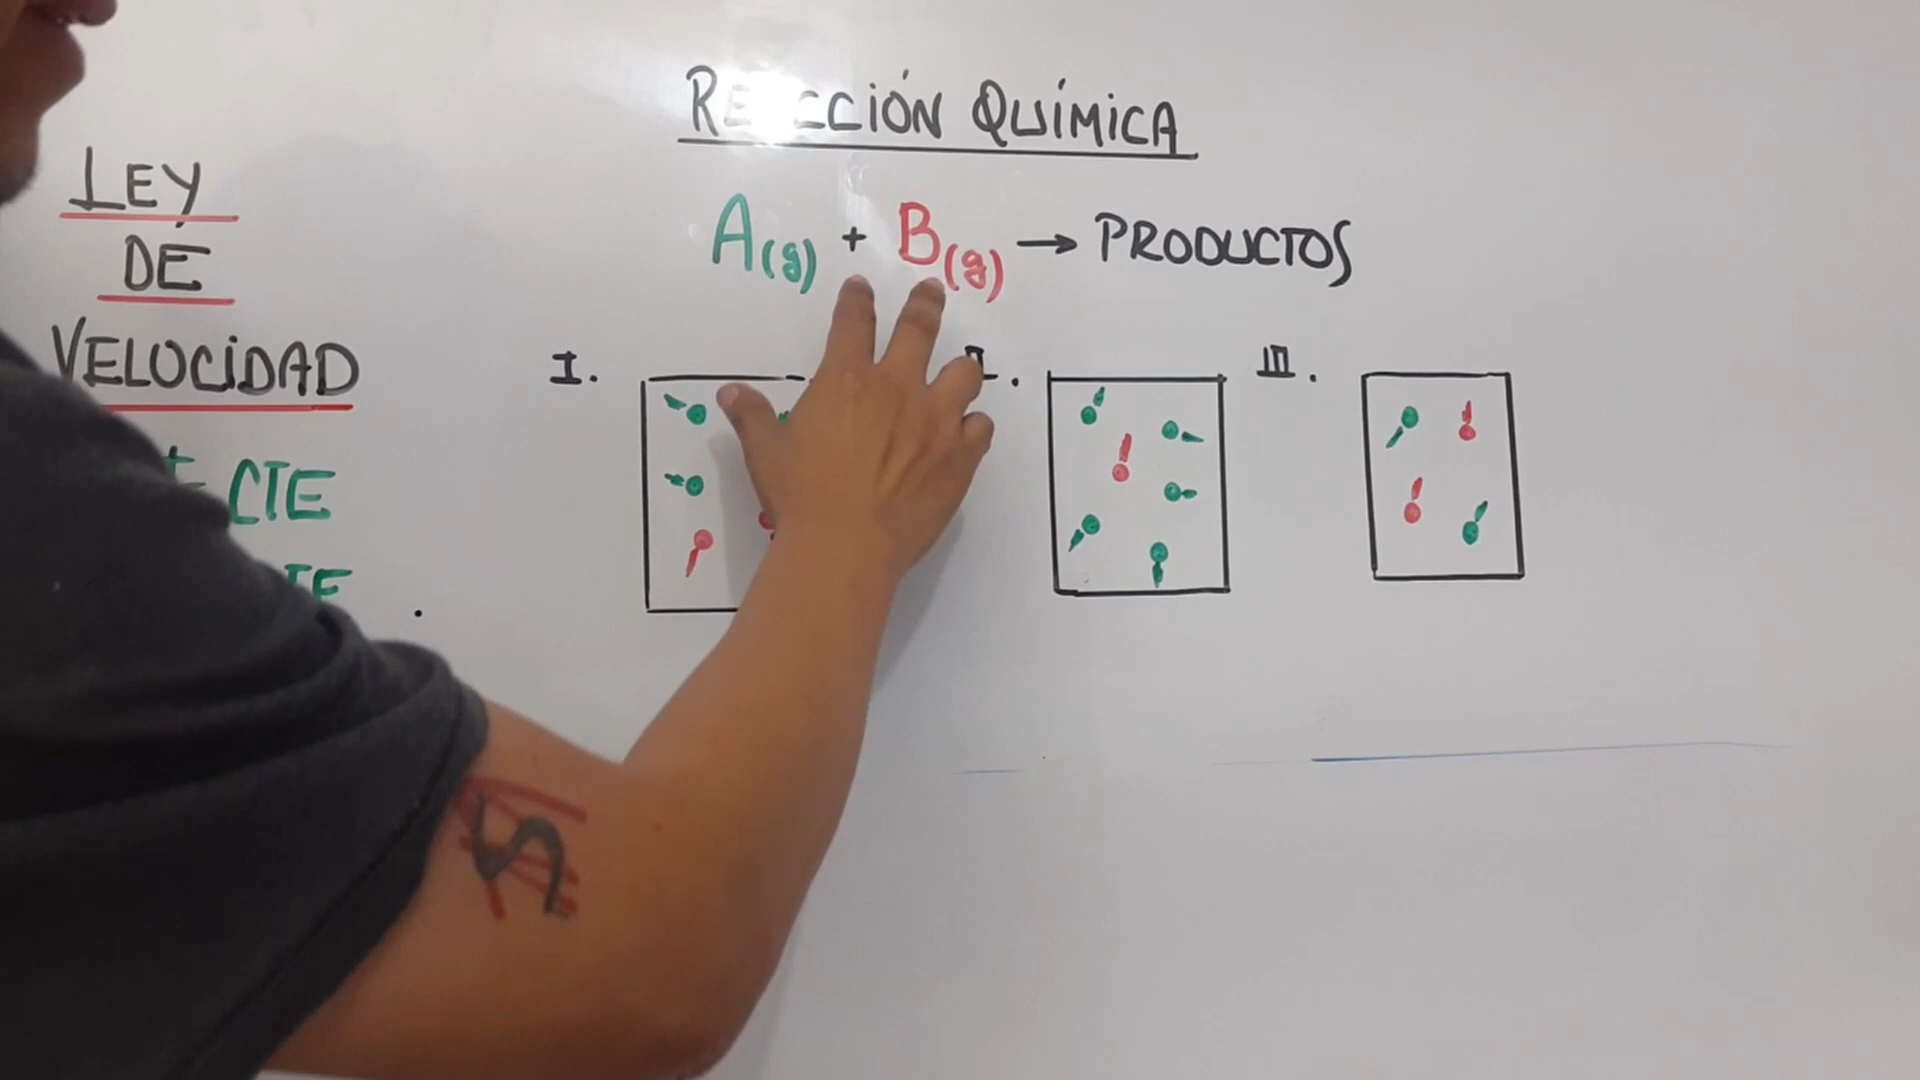 REACCIÓN QUÍMICA
LEY
DE
VELOCIDAD
CTE
A(g) + B(g) → PRODUCTOS
I.
II.
III.